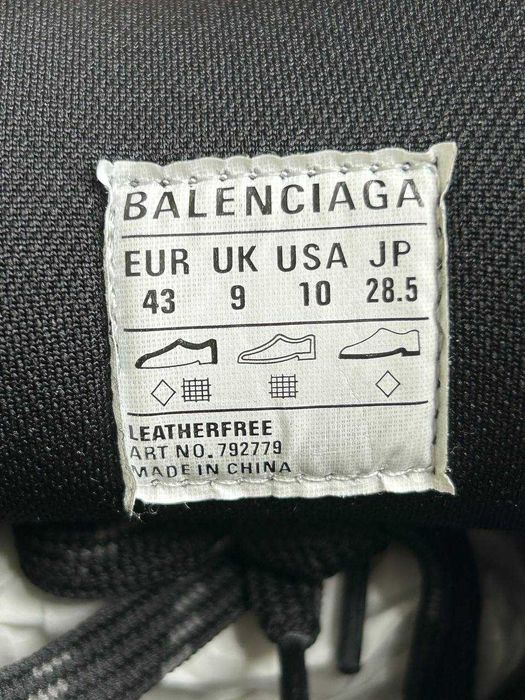 BALENCIAGA
EUR UK USA JP
43 9 10 28.5
LEATHERFREE
ART NO. 792779
MADE IN CHINA